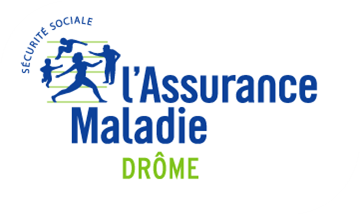 SÉCURITÉ SOCIALE
l'Assurance
Maladie
DRÔME